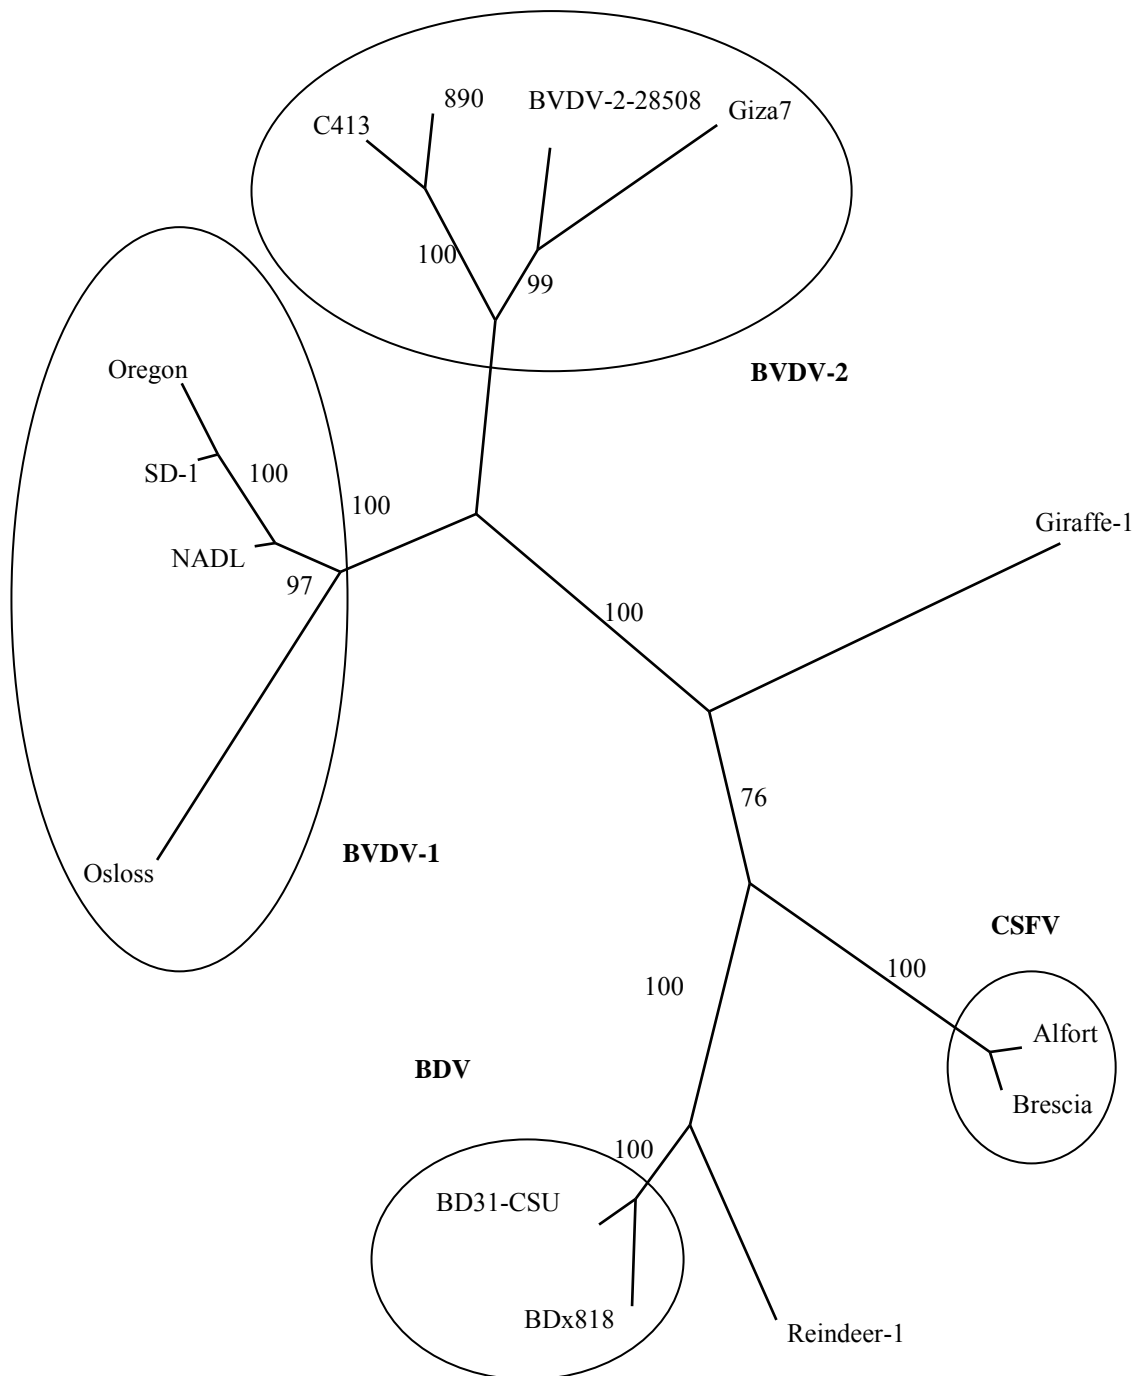 890
BVDV-2-28508
Giza7
C413
100
99
BVDV-2
Oregon
SD-1
100
100
NADL
97
Giraffe-1
100
76
BVDV-1
Osloss
CSFV
100
100
Alfort
BDV
Brescia
100
BD31-CSU
BDx818
Reindeer-1